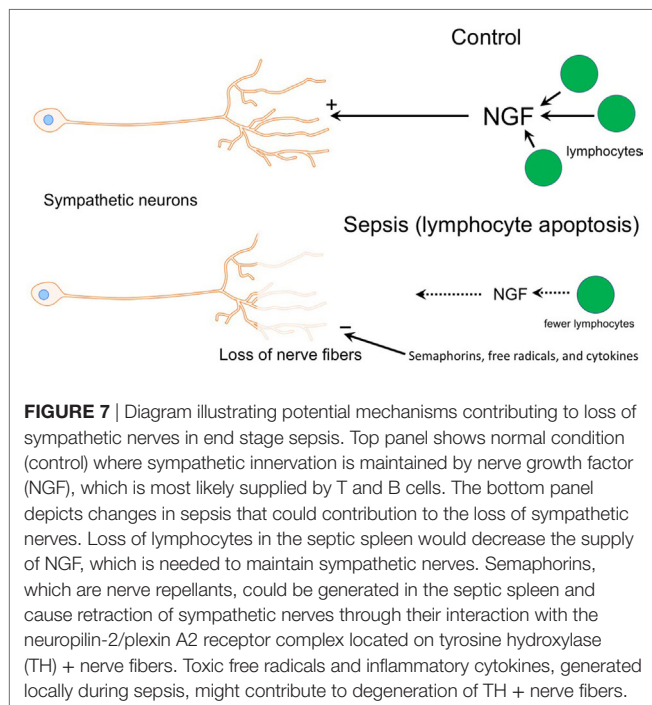 Control
+
NGF
lymphocytes
Sympathetic neurons
Sepsis (lymphocyte apoptosis)
NGF
fewer lymphocytes
−
Loss of nerve fibers
Semaphorins, free radicals, and cytokines
FIGURE 7 | Diagram illustrating potential mechanisms contributing to loss of
sympathetic nerves in end stage sepsis. Top panel shows normal condition
(control) where sympathetic innervation is maintained by nerve growth factor
(NGF), which is most likely supplied by T and B cells. The bottom panel
depicts changes in sepsis that could contribution to the loss of sympathetic
nerves. Loss of lymphocytes in the septic spleen would decrease the supply
of NGF, which is needed to maintain sympathetic nerves. Semaphorins,
which are nerve repellants, could be generated in the septic spleen and
cause retraction of sympathetic nerves through their interaction with the
neuropilin-2/plexin A2 receptor complex located on tyrosine hydroxylase
(TH) + nerve fibers. Toxic free radicals and inflammatory cytokines, generated
locally during sepsis, might contribute to degeneration of TH + nerve fibers.